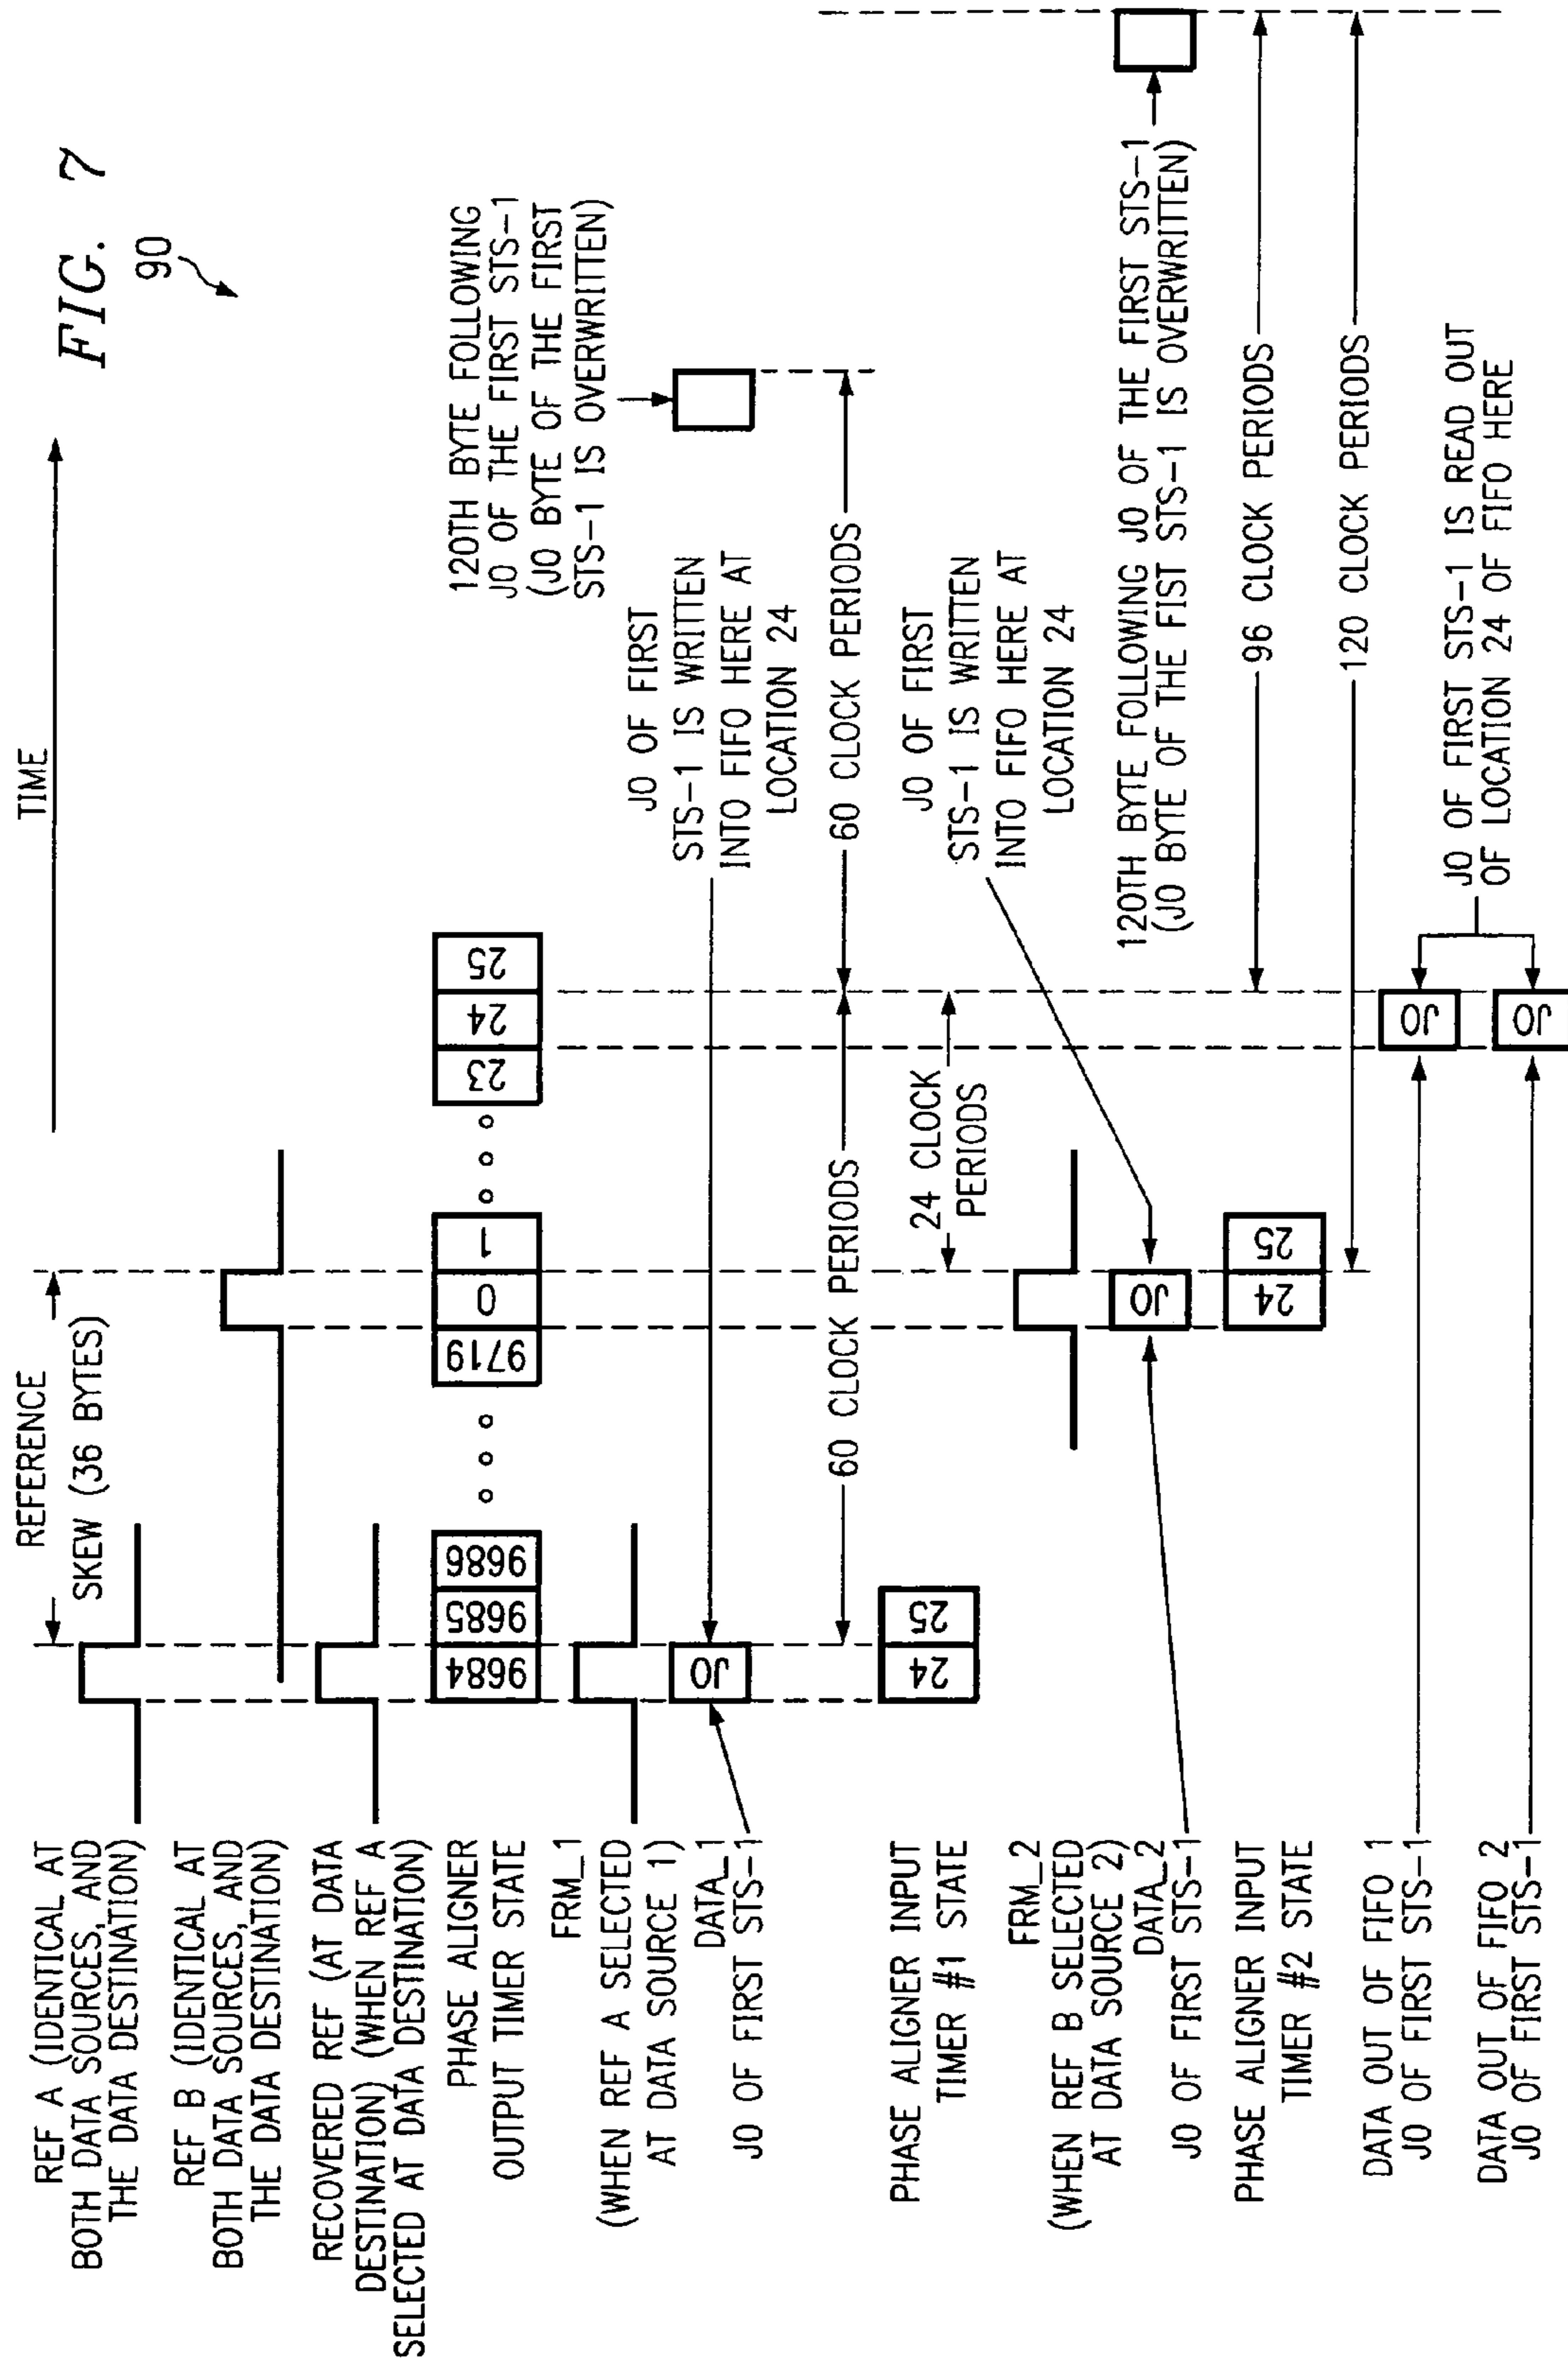 FIG. 7
90
TIME
REFERENCE
SKEW (36 BYTES)
REF A (IDENTICAL AT
BOTH DATA SOURCES, AND
THE DATA DESTINATION)
REF B (IDENTICAL AT
BOTH DATA SOURCES, AND
THE DATA DESTINATION)
RECOVERED REF (AT DATA
DESTINATION) (WHEN REF A
SELECTED AT DATA DESTINATION)
PHASE ALIGNER
OUTPUT TIMER STATE
9684 9685 9686 9719 0 1 23 24 25
120TH BYTE FOLLOWING
J0 OF THE FIRST STS-1
(J0 BYTE OF THE FIRST
STS-1 IS OVERWRITTEN)
FRM_1
(WHEN REF A SELECTED
AT DATA SOURCE 1)
DATA_1
J0 OF FIRST STS-1
J0
J0 OF FIRST
STS-1 IS WRITTEN
INTO FIFO HERE AT
LOCATION 24
60 CLOCK PERIODS
60 CLOCK PERIODS
PHASE ALIGNER INPUT
TIMER #1 STATE
24 25
24 CLOCK
PERIODS
J0 OF FIRST
STS-1 IS WRITTEN
INTO FIFO HERE AT
LOCATION 24
FRM_2
(WHEN REF B SELECTED
AT DATA SOURCE 2)
DATA_2
J0 OF FIRST STS-1
J0
120TH BYTE FOLLOWING J0 OF THE FIRST STS-1
(J0 BYTE OF THE FIST STS-1 IS OVERWRITTEN)
PHASE ALIGNER INPUT
TIMER #2 STATE
24 25
96 CLOCK PERIODS
120 CLOCK PERIODS
DATA OUT OF FIFO 1
J0 OF FIRST STS-1
J0
J0 OF FIRST STS-1 IS READ OUT
OF LOCATION 24 OF FIFO HERE
DATA OUT OF FIFO 2
J0 OF FIRST STS-1
J0